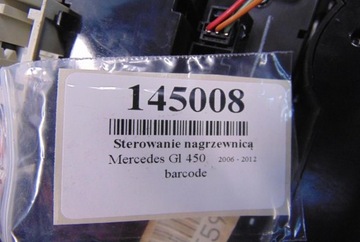 145008
Sterowanie nagrzewnicą
Mercedes Gl 450 2006 - 2012
barcode